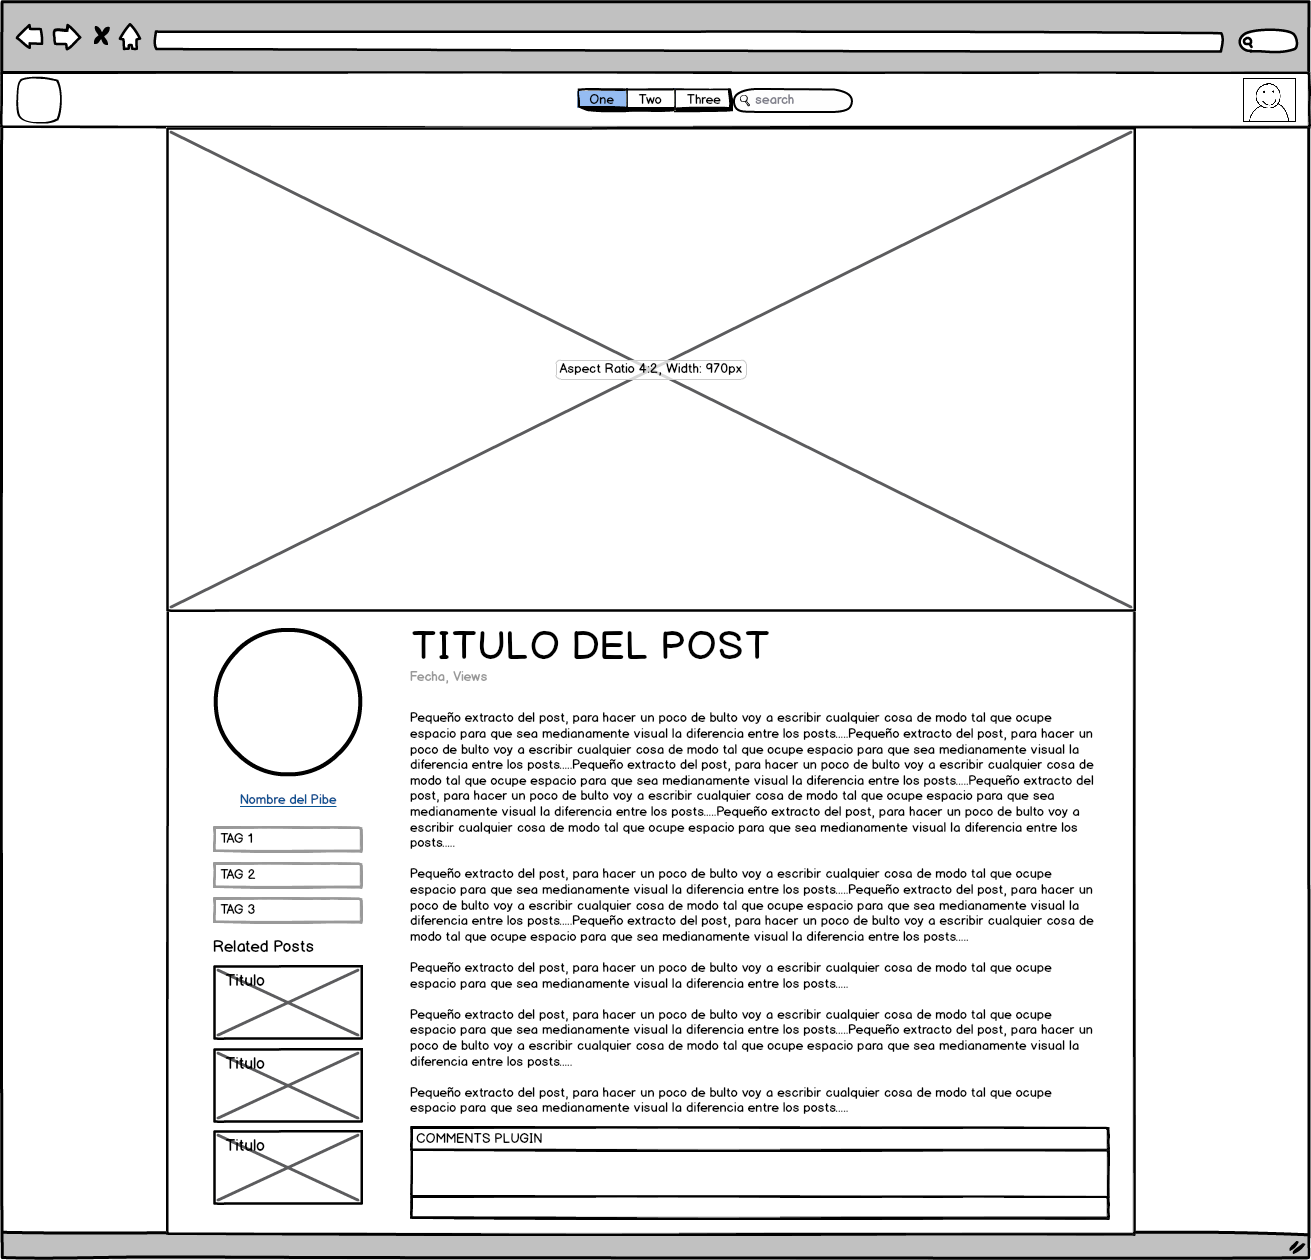 One Two Three search
Aspect Ratio 4:2, Width: 970px
TITULO DEL POST
Fecha, Views
Pequeño extracto del post, para hacer un poco de bulto voy a escribir cualquier cosa de modo tal que ocupe
espacio para que sea medianamente visual la diferencia entre los posts.....Pequeño extracto del post, para hacer un
poco de bulto voy a escribir cualquier cosa de modo tal que ocupe espacio para que sea medianamente visual la
diferencia entre los posts.....Pequeño extracto del post, para hacer un poco de bulto voy a escribir cualquier cosa de
modo tal que ocupe espacio para que sea medianamente visual la diferencia entre los posts.....Pequeño extracto del
post, para hacer un poco de bulto voy a escribir cualquier cosa de modo tal que ocupe espacio para que sea
medianamente visual la diferencia entre los posts.....Pequeño extracto del post, para hacer un poco de bulto voy a
escribir cualquier cosa de modo tal que ocupe espacio para que sea medianamente visual la diferencia entre los
posts.....
Pequeño extracto del post, para hacer un poco de bulto voy a escribir cualquier cosa de modo tal que ocupe
espacio para que sea medianamente visual la diferencia entre los posts.....Pequeño extracto del post, para hacer un
poco de bulto voy a escribir cualquier cosa de modo tal que ocupe espacio para que sea medianamente visual la
diferencia entre los posts.....Pequeño extracto del post, para hacer un poco de bulto voy a escribir cualquier cosa de
modo tal que ocupe espacio para que sea medianamente visual la diferencia entre los posts.....
Pequeño extracto del post, para hacer un poco de bulto voy a escribir cualquier cosa de modo tal que ocupe
espacio para que sea medianamente visual la diferencia entre los posts.....
Pequeño extracto del post, para hacer un poco de bulto voy a escribir cualquier cosa de modo tal que ocupe
espacio para que sea medianamente visual la diferencia entre los posts.....Pequeño extracto del post, para hacer un
poco de bulto voy a escribir cualquier cosa de modo tal que ocupe espacio para que sea medianamente visual la
diferencia entre los posts.....
Pequeño extracto del post, para hacer un poco de bulto voy a escribir cualquier cosa de modo tal que ocupe
espacio para que sea medianamente visual la diferencia entre los posts.....
COMMENTS PLUGIN
Nombre del Pibe
TAG 1
TAG 2
TAG 3
Related Posts
Titulo
Titulo
Titulo